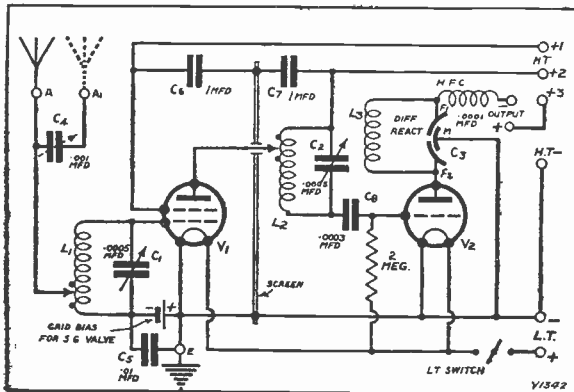 A
A1
C4
.001
MFD
L1
.0005
MFD
C1
GRID BIAS
FOR S G VALVE
C5
.01
MFD
E
- +
V1
C6
1MFD
C7
1MFD
SCREEN
L2
C2
.0005
MFD
C8
.0003
MFD
2
MEG.
L3
DIFF
REACT
F1
M
C3
F2
H F C
.0001
MFD
OUTPUT
+
V2
+1
HT
+2
+3
H.T-
-
L.T.
+
LT SWITCH
Y1342